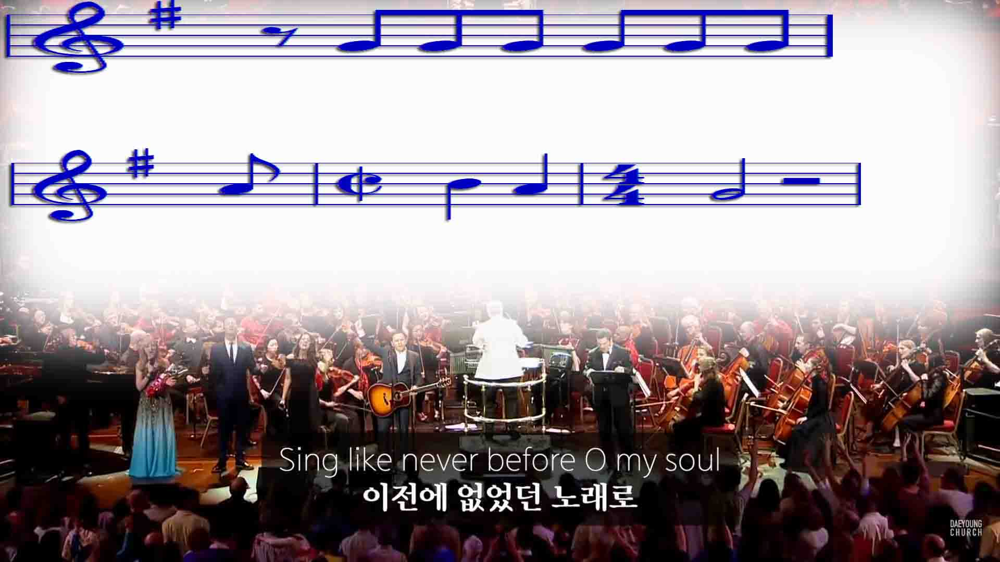 Sing like never before O my soul
이전에 없었던 노래로
DAEYOUNG
CHURCH